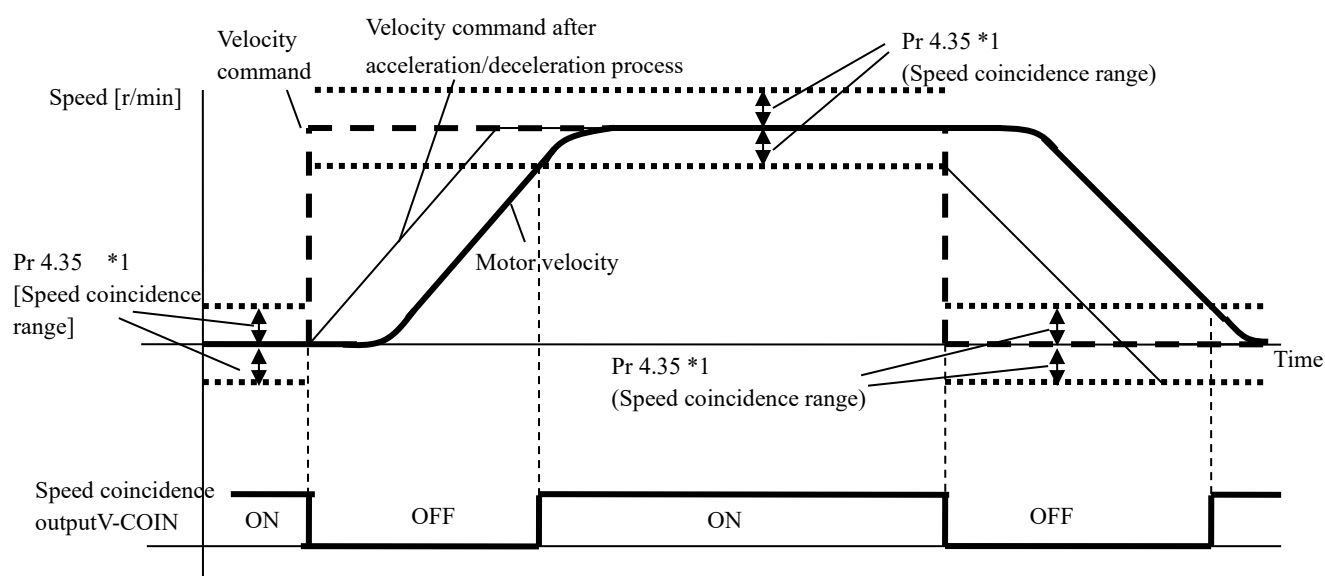 Velocity
command
Velocity command after
acceleration/deceleration process
Pr 4.35 *1
(Speed coincidence range)
Speed [r/min]
Motor velocity
Pr 4.35 *1
[Speed coincidence
range]
Pr 4.35 *1
(Speed coincidence range)
Time
Speed coincidence
outputV-COIN
ON
OFF
ON
OFF